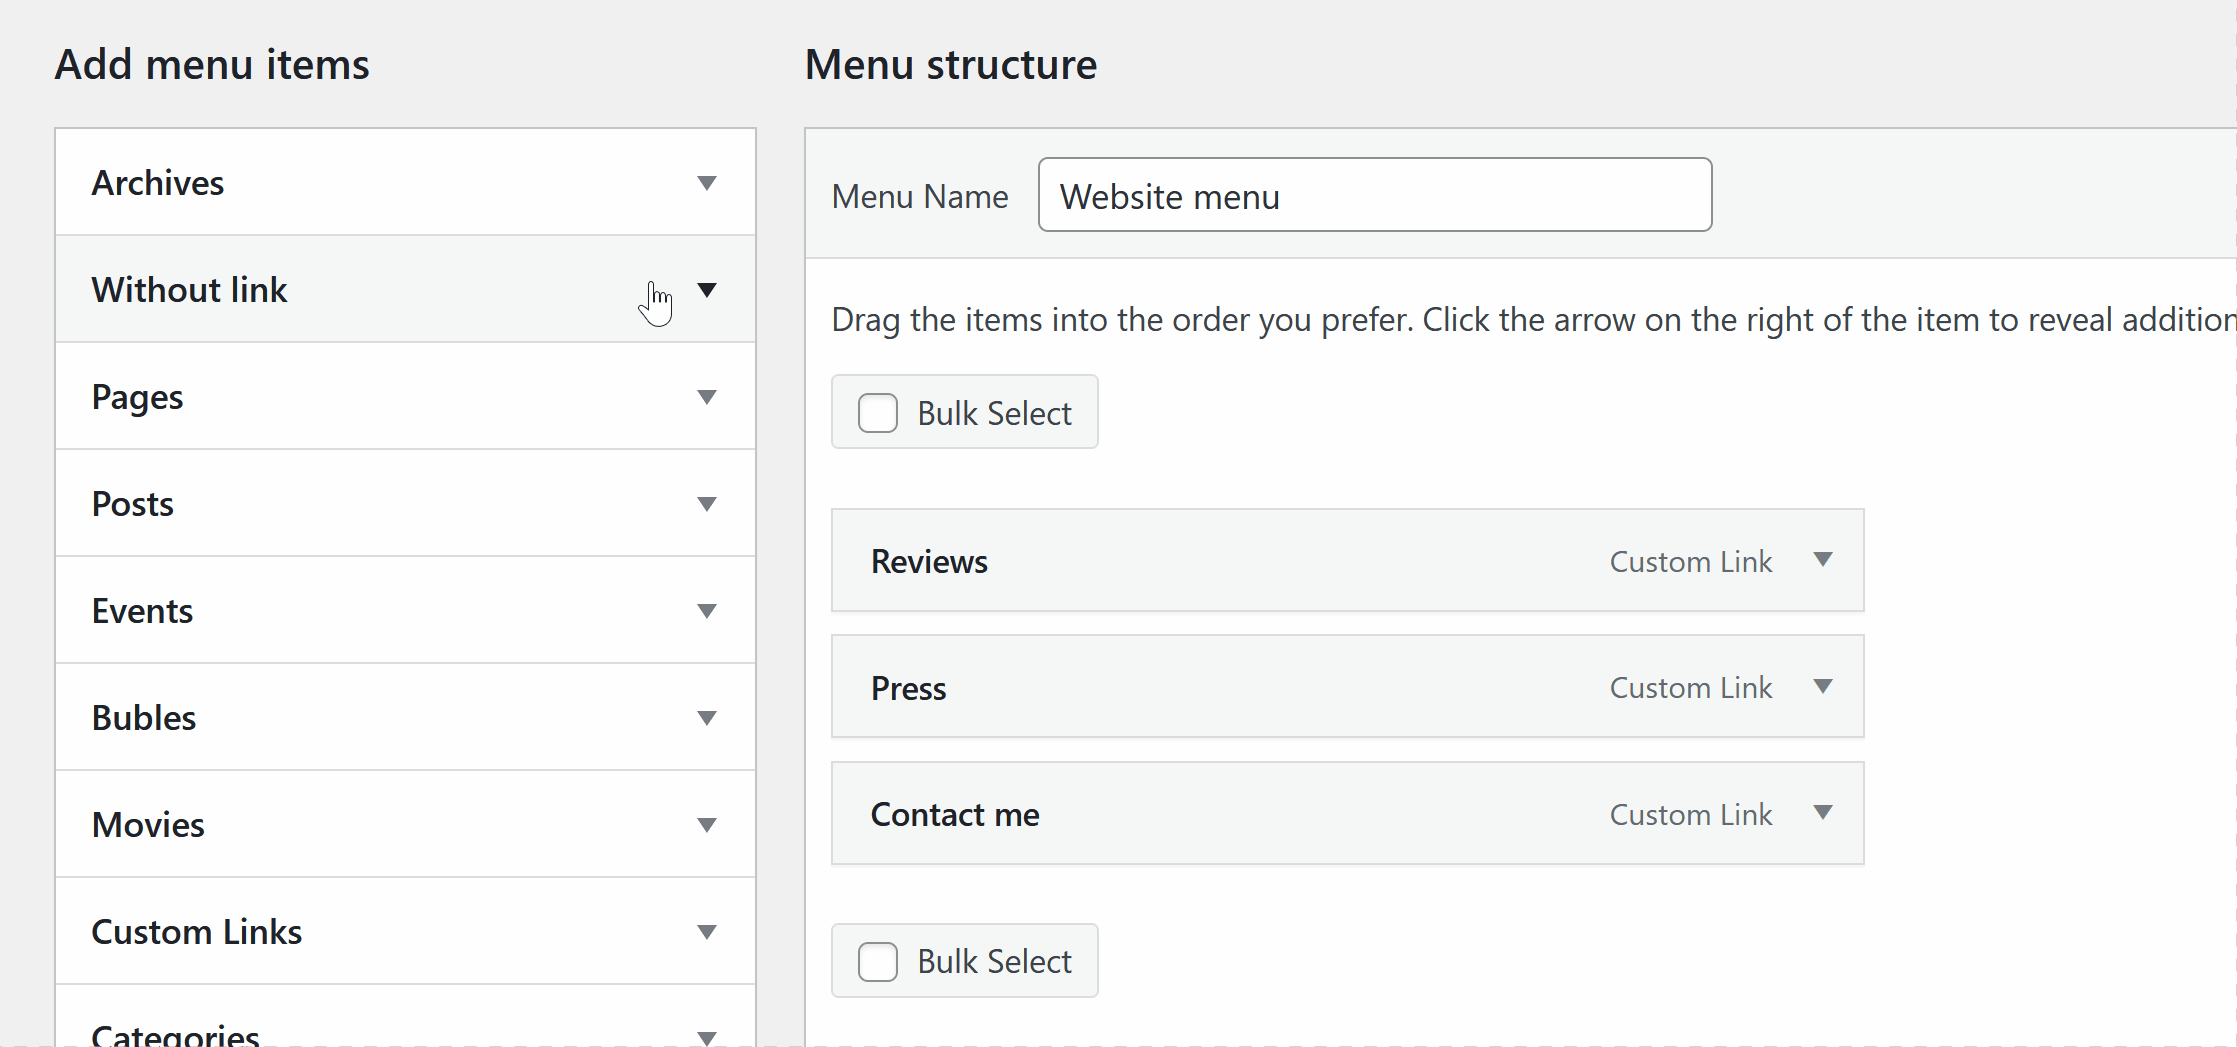 Add menu items
Archives
Without link
Pages
Posts
Events
Bubles
Movies
Custom Links
Categories
Menu structure
Menu Name
Website menu
Drag the items into the order you prefer. Click the arrow on the right of the item to reveal addition
Bulk Select
Reviews Custom Link
Press Custom Link
Contact me Custom Link
Bulk Select